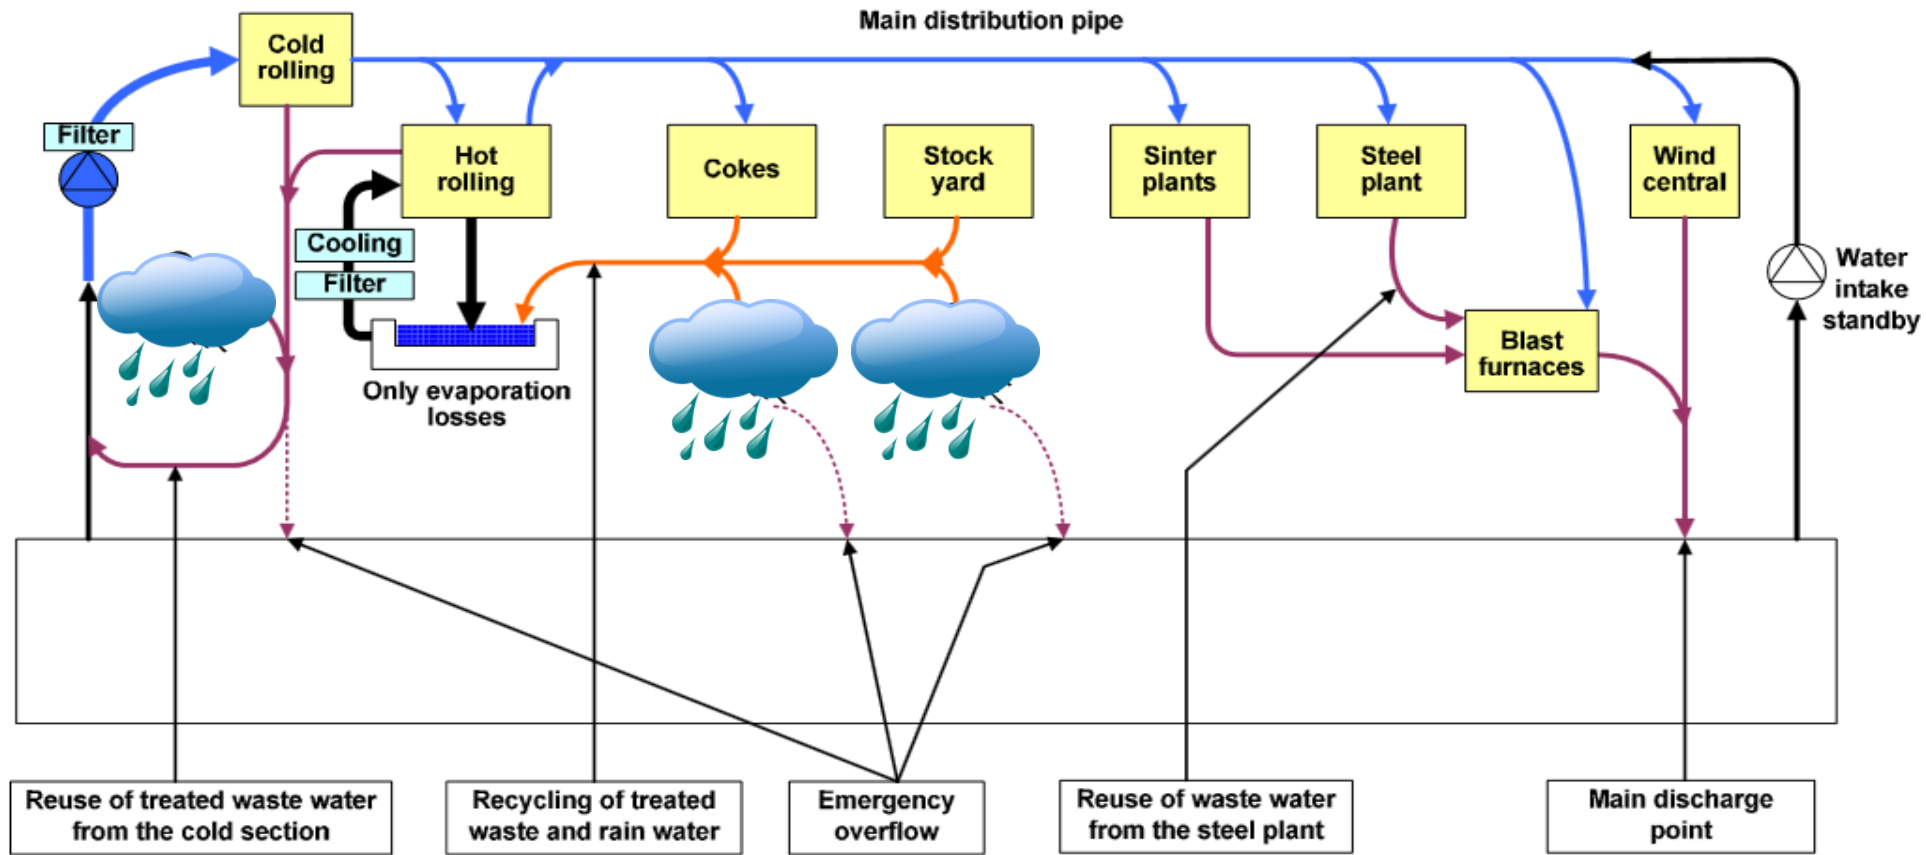 Main distribution pipe
Cold
rolling
Filter
Hot
rolling
Cokes
Stock
yard
Sinter
plants
Steel
plant
Wind
central
Cooling
Filter
Water
intake
standby
Blast
furnaces
Only evaporation
losses
Reuse of treated waste water
from the cold section
Recycling of treated
waste and rain water
Emergency
overflow
Reuse of waste water
from the steel plant
Main discharge
point